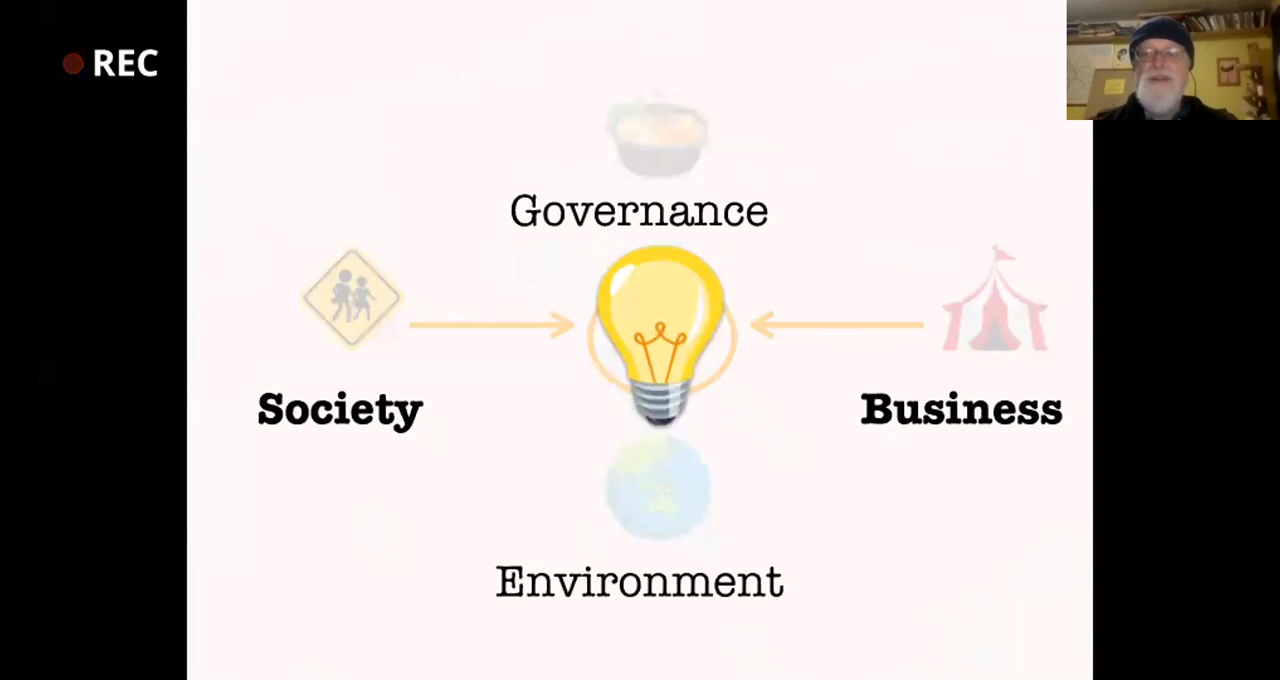 REC
Governance
Society
Business
Environment